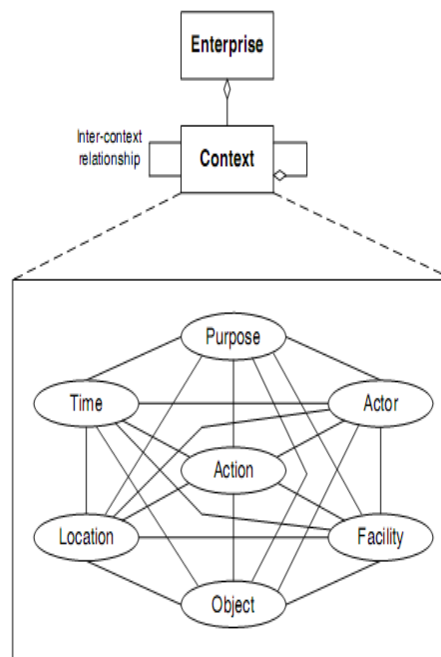 Enterprise
Inter-context
relationship
Context
Purpose
Time
Actor
Action
Location
Facility
Object